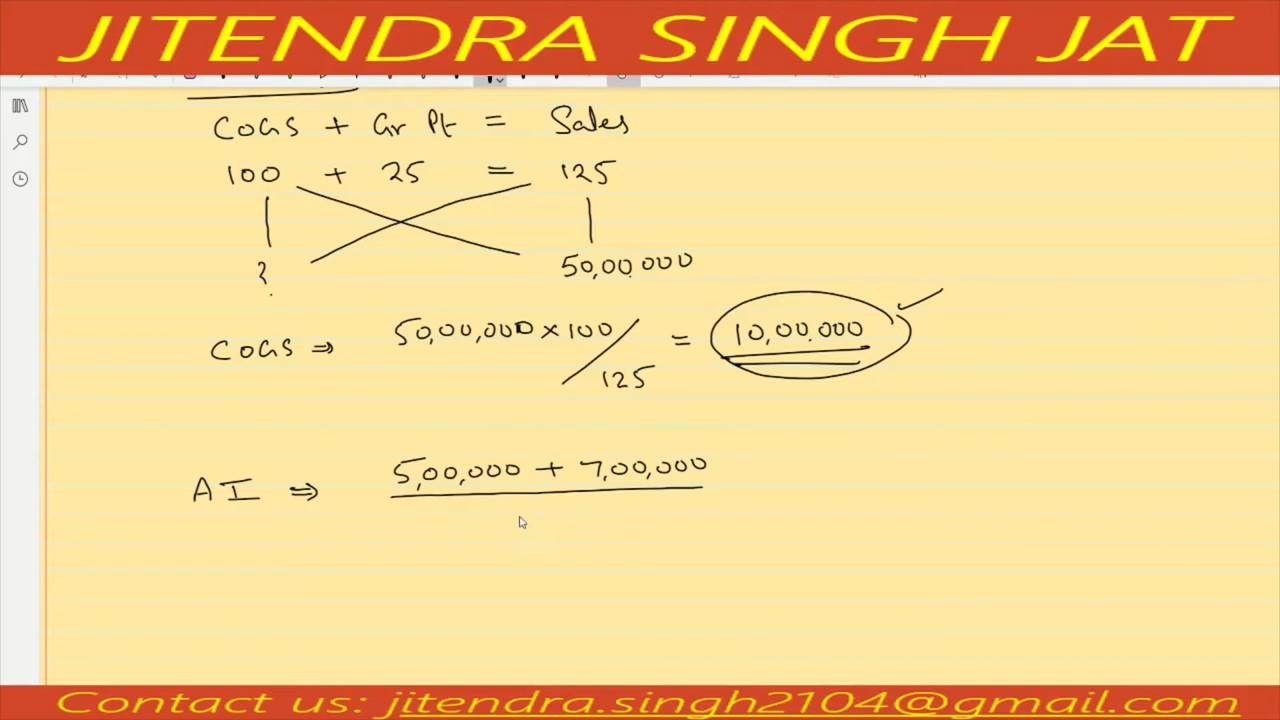 JITENDRA SINGH JAT
COGS + Gr Pt = Sales
100 + 25 = 125
? 50,00,000
COGS ⇒ 50,00,000 × 100 / 125 = 10,00,000
AI ⇒ 5,00,000 + 7,00,000
Contact us: jitendra.singh2104@gmail.com